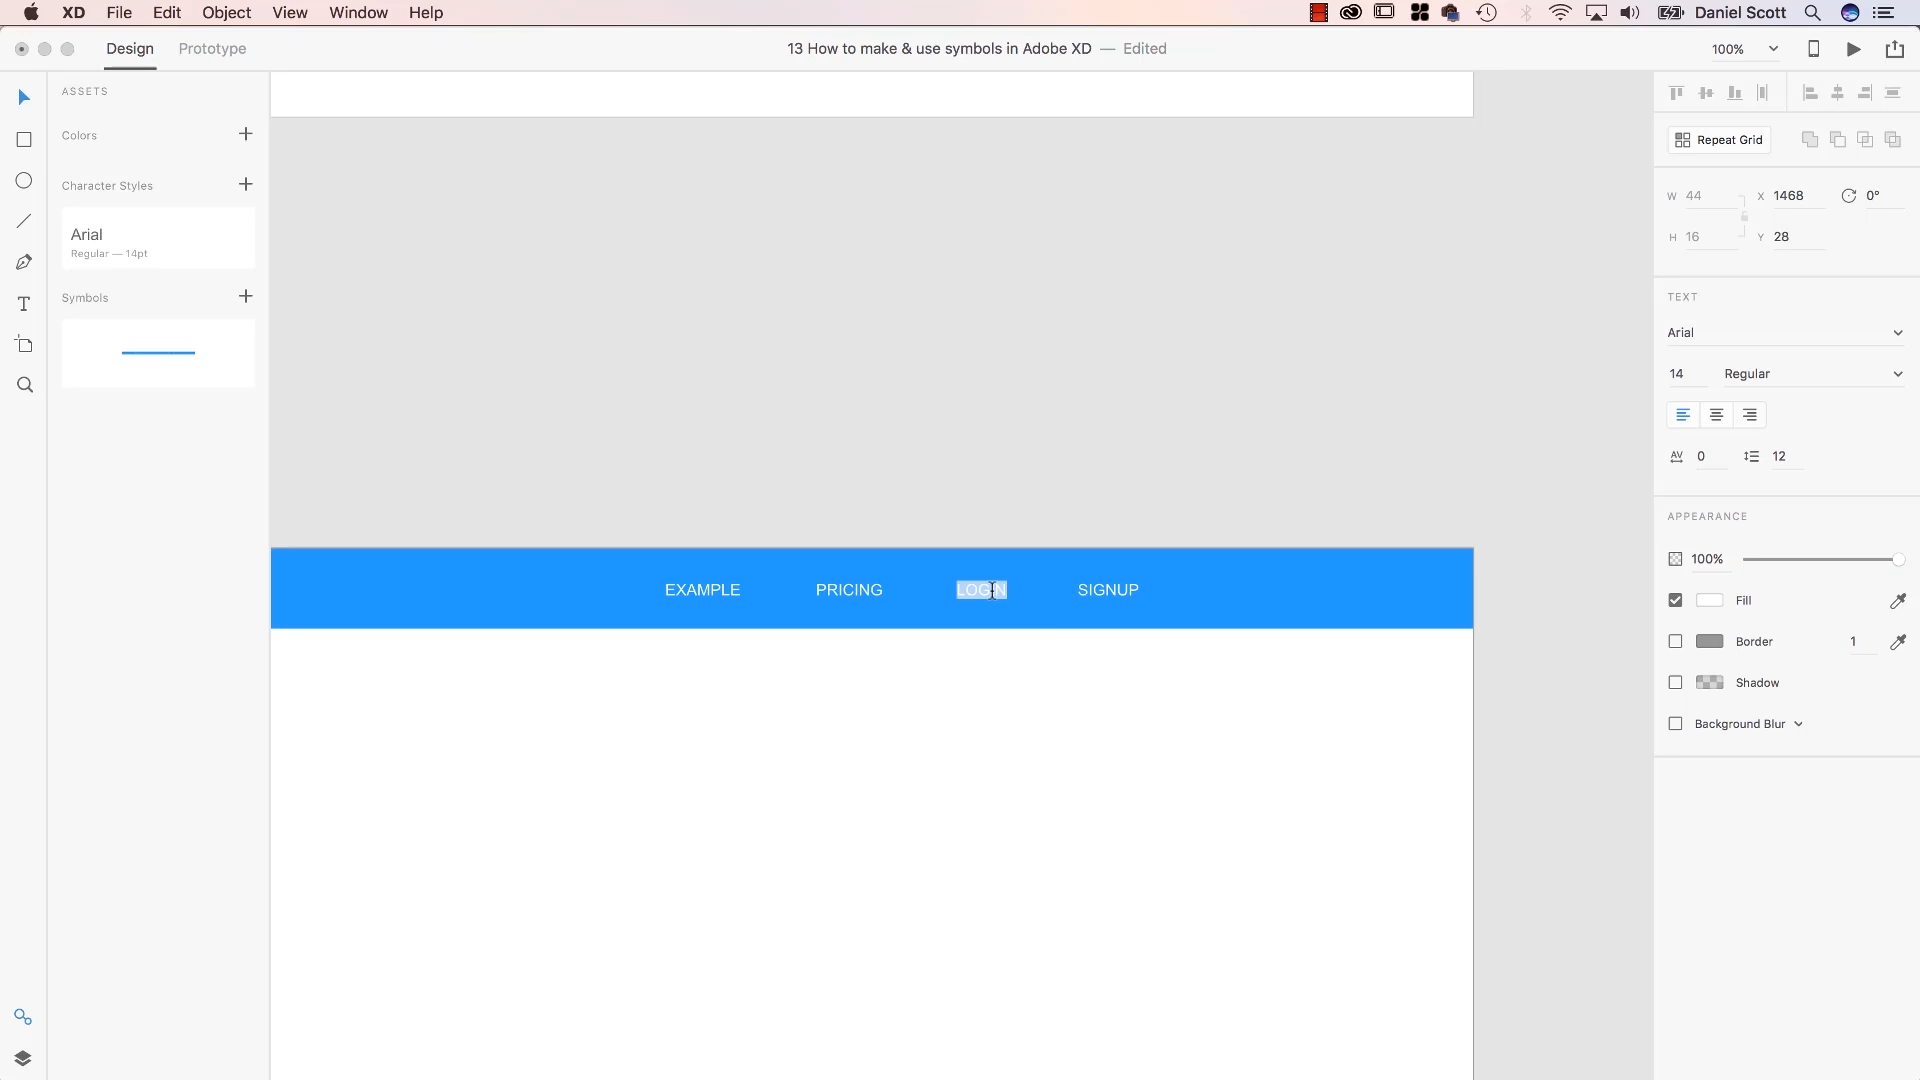 XD File Edit Object View Window Help Daniel Scott
Design Prototype 13 How to make & use symbols in Adobe XD — Edited 100%
ASSETS
Colors
Character Styles
Arial
Regular — 14pt
Symbols
EXAMPLE PRICING LOGIN SIGNUP
Repeat Grid
W 44 X 1468 0°
H 16 Y 28
TEXT
Arial
14 Regular
AV 0 12
APPEARANCE
100%
Fill
Border 1
Shadow
Background Blur